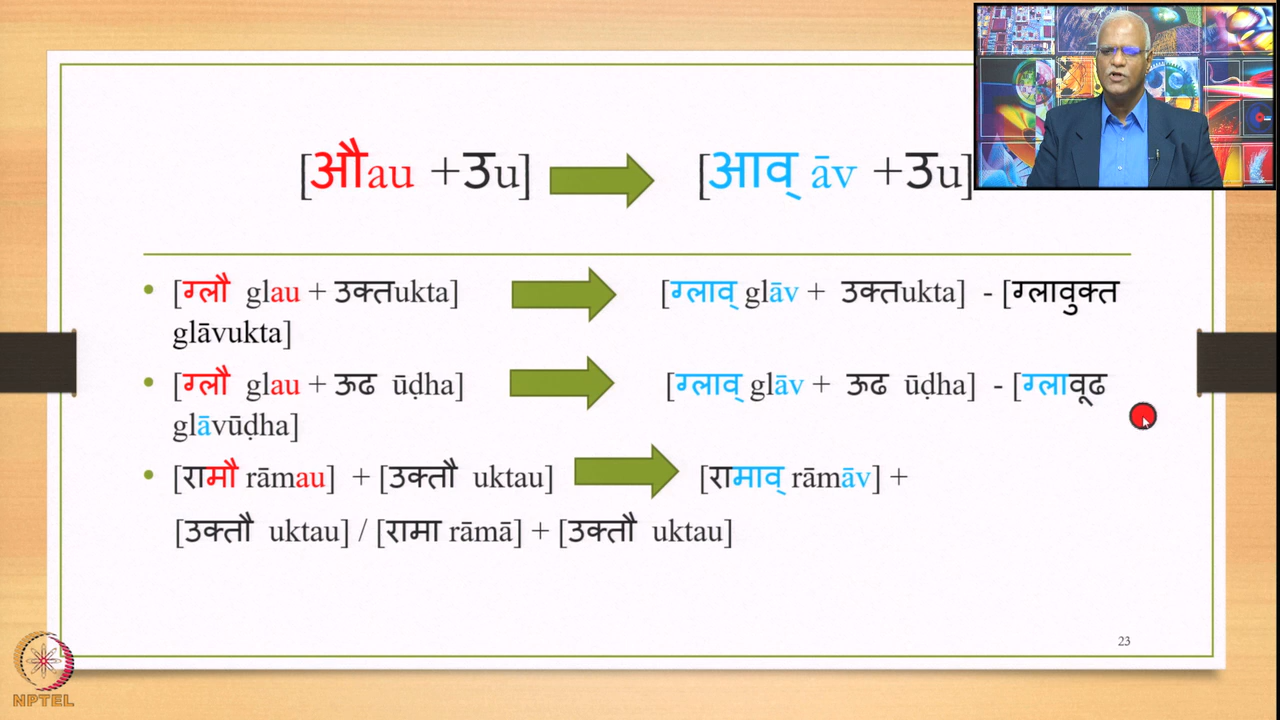 [औau +उu] [आव् āv +उu]
[ग्लौ glau + उक्तukta] [ग्लाव् glāv + उक्तukta] - [ग्लावुक्त
glāvukta]
[ग्लौ glau + ऊढ ūḍha] [ग्लाव् glāv + ऊढ ūḍha] - [ग्लावूढ
glāvūḍha]
[रामौ rāmau] + [उक्तौ uktau] [रामाव् rāmāv] +
[उक्तौ uktau] / [रामा rāmā] + [उक्तौ uktau]
23
NPTEL